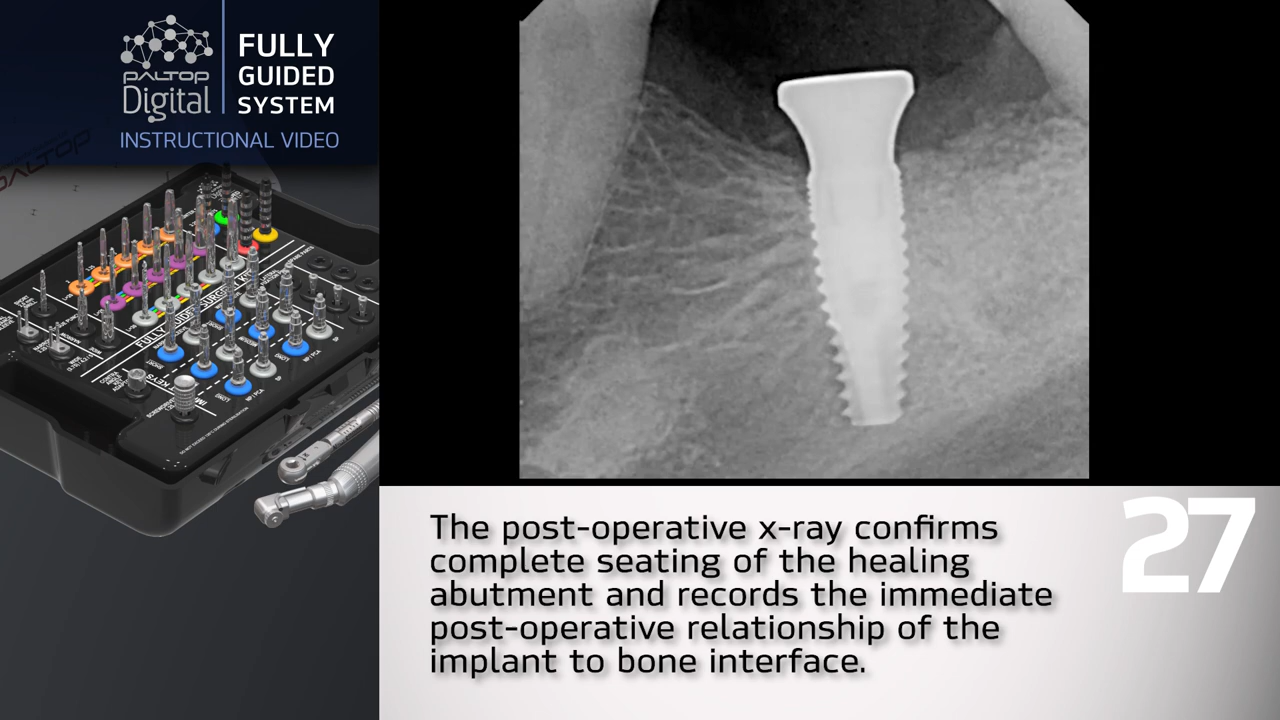 PALTOP
Digital
FULLY
GUIDED
SYSTEM
INSTRUCTIONAL VIDEO
27
The post-operative x-ray confirms
complete seating of the healing
abutment and records the immediate
post-operative relationship of the
implant to bone interface.